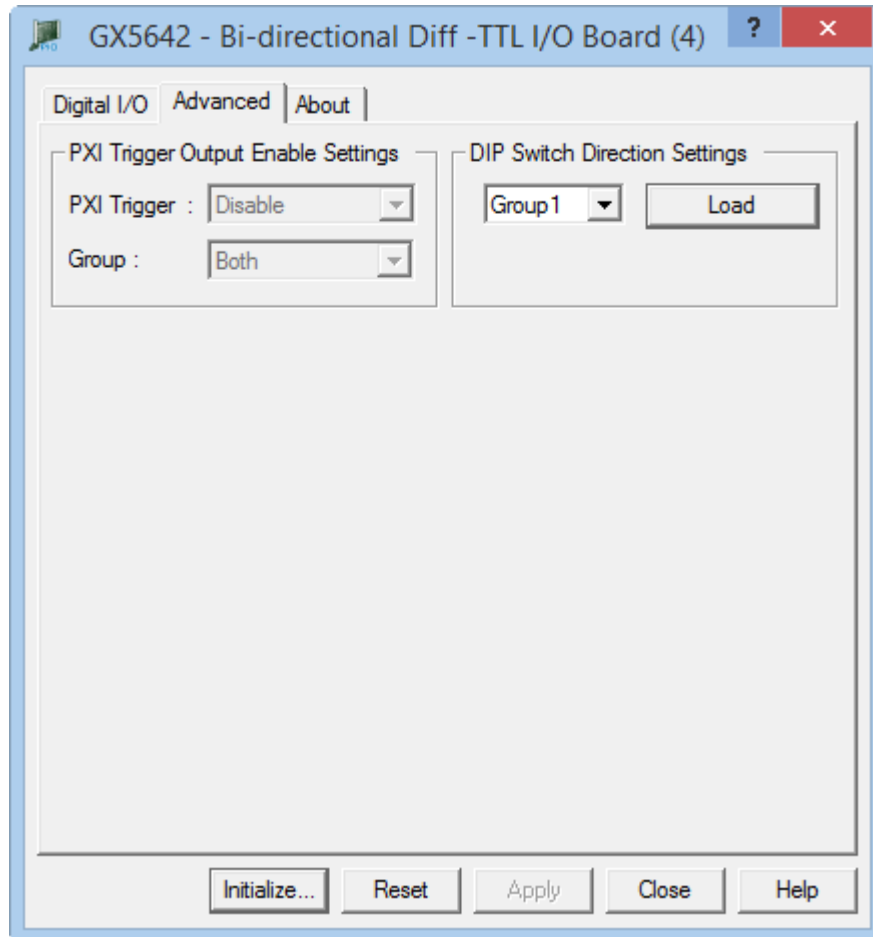 GX5642 - Bi-directional Diff -TTL I/O Board (4) ? ×
Digital I/O Advanced About
PXI Trigger Output Enable Settings
PXI Trigger : Disable
Group : Both
DIP Switch Direction Settings
Group1 Load
Initialize... Reset Apply Close Help